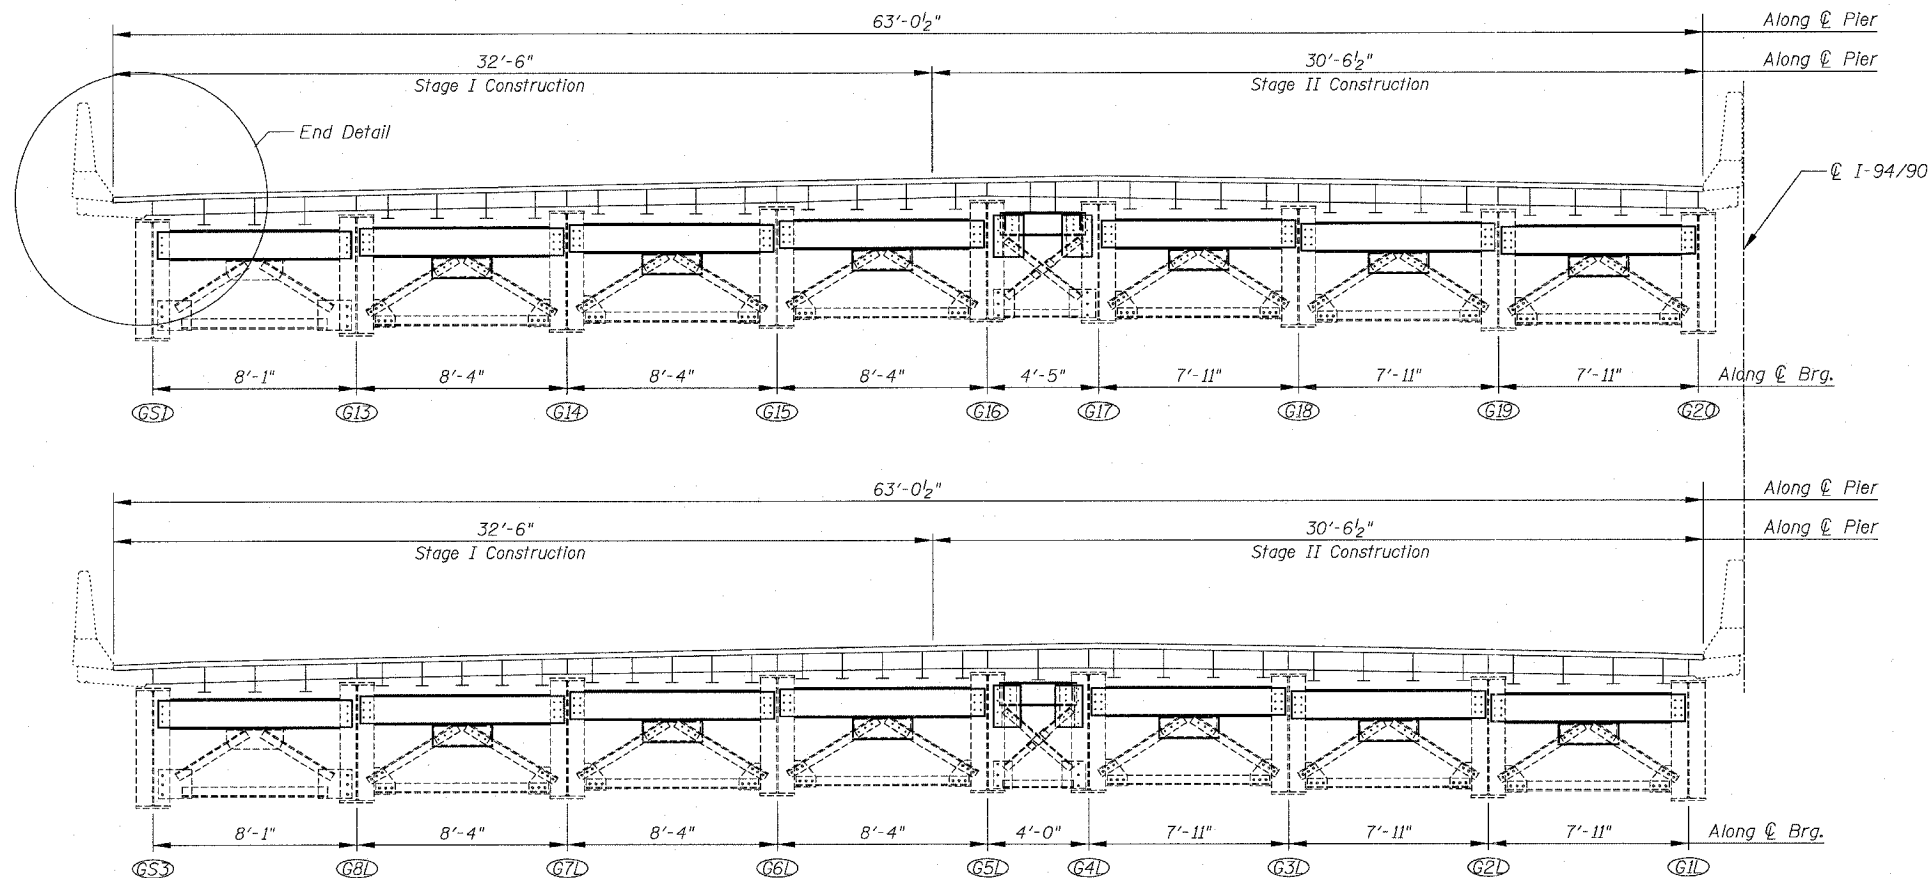 63'-0½" Along ℄ Pier
32'-6" 30'-6½" Along ℄ Pier
Stage I Construction Stage II Construction
End Detail
℄ I-94/90
8'-1" 8'-4" 8'-4" 8'-4" 4'-5" 7'-11" 7'-11" 7'-11" Along ℄ Brg.
GS1 G13 G14 G15 G16 G17 G18 G19 G20
63'-0½" Along ℄ Pier
32'-6" 30'-6½" Along ℄ Pier
Stage I Construction Stage II Construction
8'-1" 8'-4" 8'-4" 8'-4" 4'-0" 7'-11" 7'-11" 7'-11" Along ℄ Brg.
GS3 G8L G7L G6L G5L G4L G3L G2L G1L